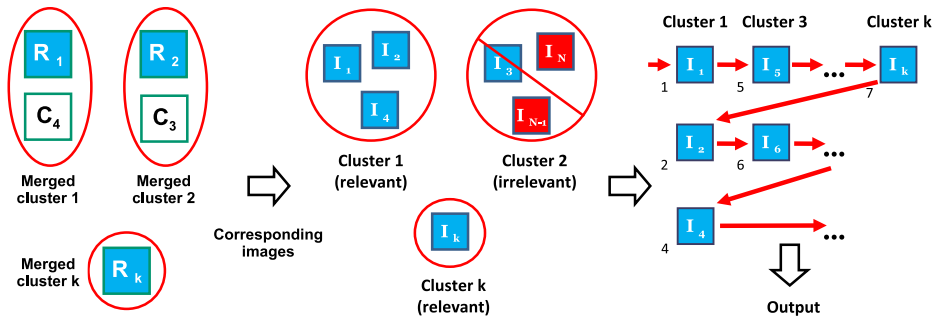 R 1
C 4
Merged
cluster 1
R 2
C 3
Merged
cluster 2
Merged
cluster k
R k
Corresponding
images
I 1
I 2
I 4
Cluster 1
(relevant)
I 3
I N
I N-1
Cluster 2
(irrelevant)
I k
Cluster k
(relevant)
Cluster 1 Cluster 3 Cluster k
I 1 I 5 ... I k
1 5 7
I 2 I 6 ...
2 6
I 4 ...
4
Output